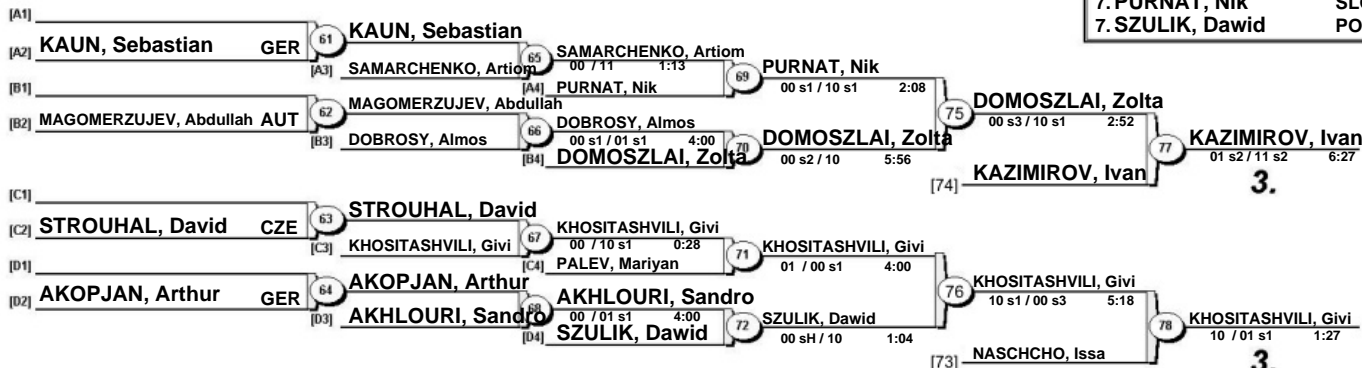 7. PURNAT, Nik SLO
7. SZULIK, Dawid PO
[A1]
[A2] KAUN, Sebastian GER
61 KAUN, Sebastian
[A3] SAMARCHENKO, Artiom
65 SAMARCHENKO, Artiom
00 / 11 1:13
[A4] PURNAT, Nik
69 PURNAT, Nik
00 s1 / 10 s1 2:08
[B1]
[B2] MAGOMERZUJEV, Abdullah AUT
62 MAGOMERZUJEV, Abdullah
[B3] DOBROSY, Almos
66 DOBROSY, Almos
00 s1 / 01 s1 4:00
[B4] DOMOSZLAI, Zolta
70 DOMOSZLAI, Zolta
00 s2 / 10 5:56
75 DOMOSZLAI, Zolta
00 s3 / 10 s1 2:52
[74] KAZIMIROV, Ivan
77 KAZIMIROV, Ivan
01 s2 / 11 s2 6:27
3.
[C1]
[C2] STROUHAL, David CZE
63 STROUHAL, David
[C3] KHOSITASHVILI, Givi
67 KHOSITASHVILI, Givi
00 / 10 s1 0:28
[C4] PALEV, Mariyan
71 KHOSITASHVILI, Givi
01 / 00 s1 4:00
[D1]
[D2] AKOPJAN, Arthur GER
64 AKOPJAN, Arthur
[D3] AKHLOURI, Sandro
68 AKHLOURI, Sandro
00 / 01 s1 4:00
[D4] SZULIK, Dawid
72 SZULIK, Dawid
00 sH / 10 1:04
76 KHOSITASHVILI, Givi
10 s1 / 00 s3 5:18
[73] NASCHCHO, Issa
78 KHOSITASHVILI, Givi
10 / 01 s1 1:27
3.